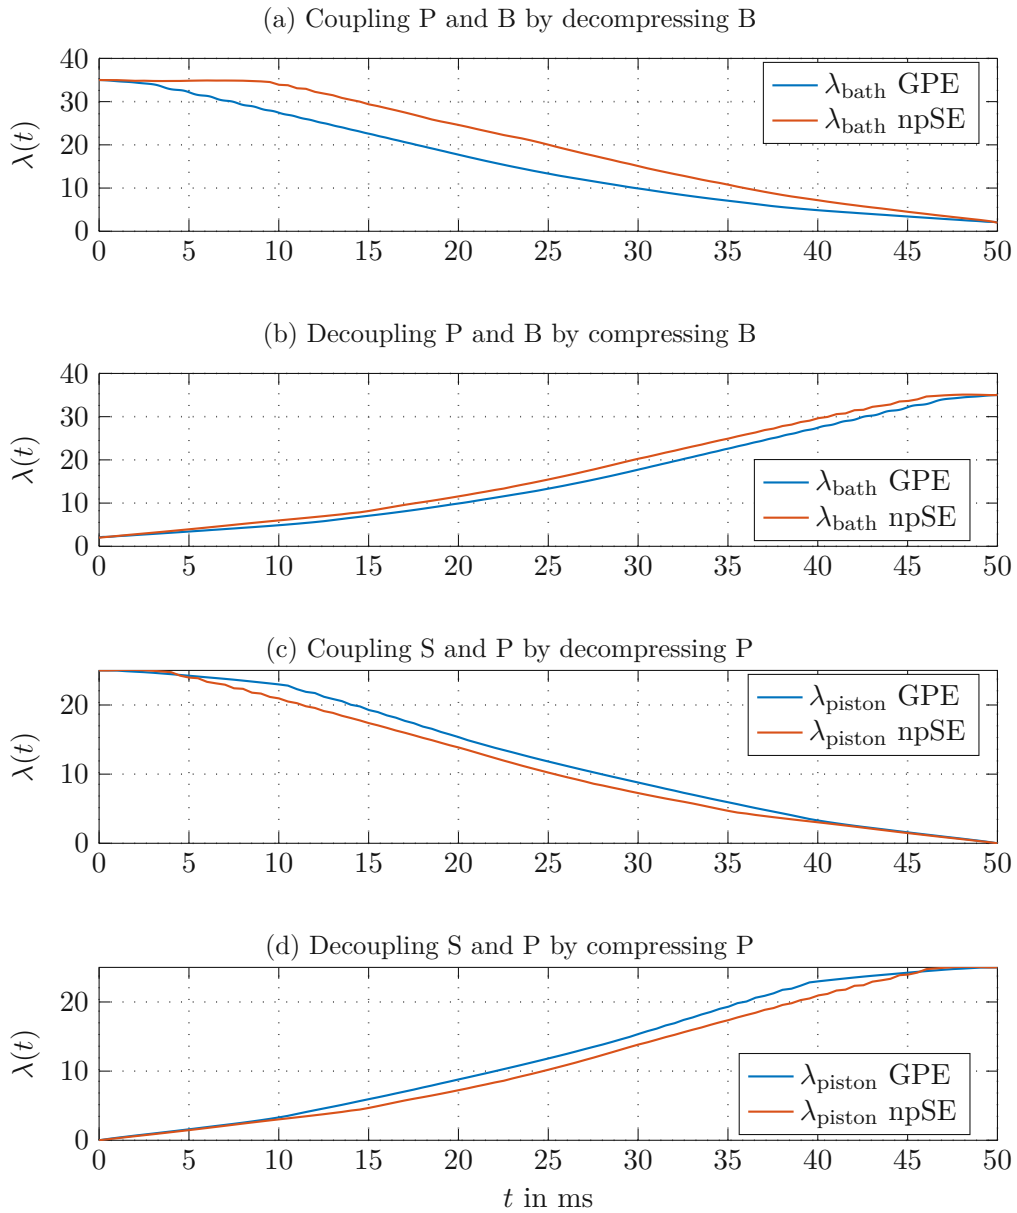 (a) Coupling P and B by decompressing B
40
30
20
10
0
λ(t)
λbath GPE
λbath npSE
0 5 10 15 20 25 30 35 40 45 50
(b) Decoupling P and B by compressing B
40
30
20
10
0
λ(t)
λbath GPE
λbath npSE
0 5 10 15 20 25 30 35 40 45 50
(c) Coupling S and P by decompressing P
20
10
0
λ(t)
λpiston GPE
λpiston npSE
0 5 10 15 20 25 30 35 40 45 50
(d) Decoupling S and P by compressing P
20
10
0
λ(t)
λpiston GPE
λpiston npSE
0 5 10 15 20 25 30 35 40 45 50
t in ms